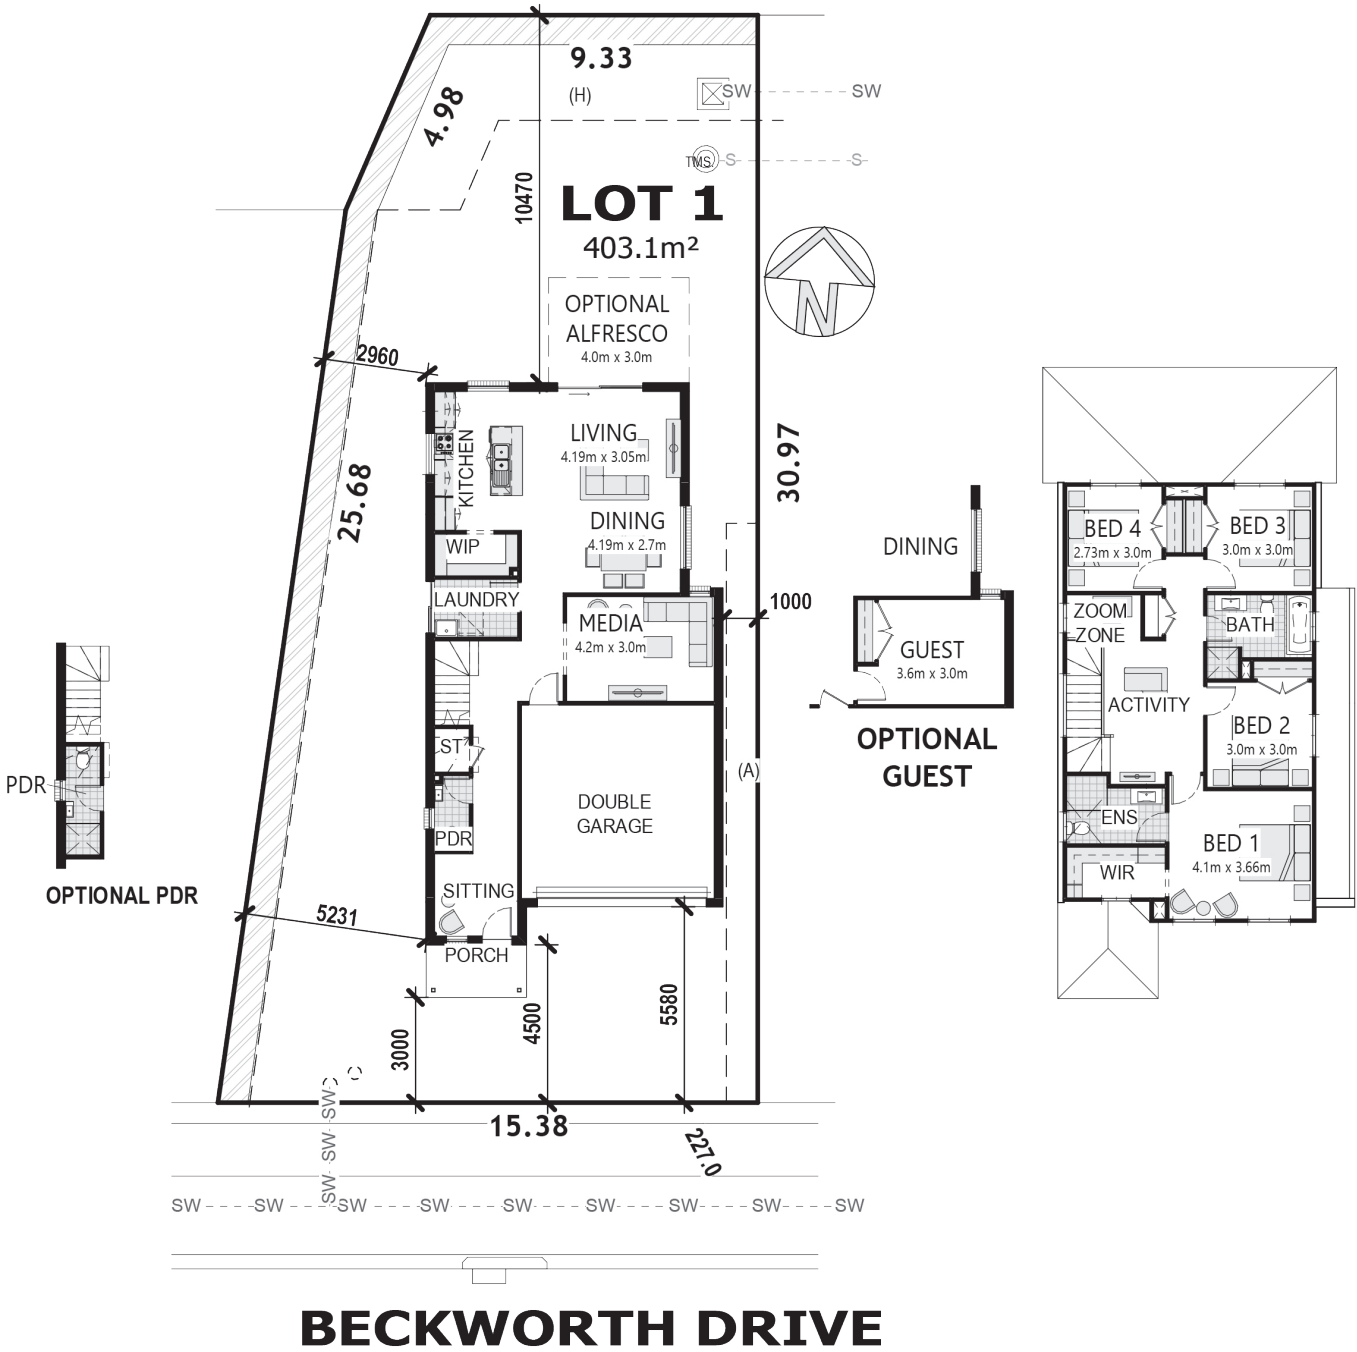 9.33
(H)
4.98
SW SW
TMS. S S
10470
LOT 1
403.1m²
N
OPTIONAL
ALFRESCO
4.0m x 3.0m
2960
KITCHEN
LIVING
4.19m x 3.05m
30.97
25.68
DINING
4.19m x 2.7m
WIP
LAUNDRY
1000
MEDIA
4.2m x 3.0m
ST
(A)
DOUBLE
GARAGE
PDR
SITTING
5231
PORCH
3000
4500
5580
PDR
OPTIONAL PDR
DINING
GUEST
3.6m x 3.0m
OPTIONAL
GUEST
BED 4
2.73m x 3.0m
BED 3
3.0m x 3.0m
ZOOM
ZONE
BATH
ACTIVITY
BED 2
3.0m x 3.0m
ENS
BED 1
4.1m x 3.66m
WIR
15.38
227.0
SW
SW
SW
SW SW SW SW SW SW SW SW SW
BECKWORTH DRIVE